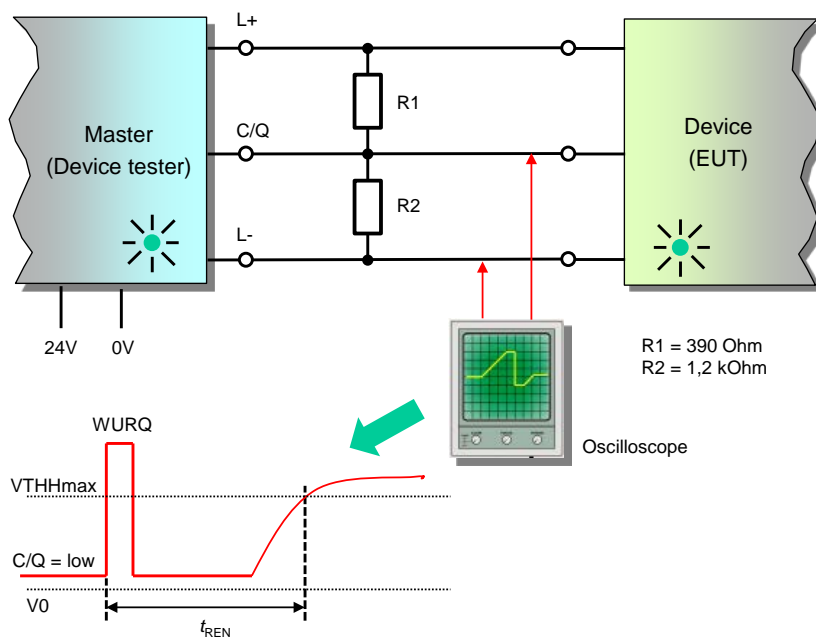 L+
R1
Master
(Device tester)
C/Q
Device
(EUT)
R2
L-
24V
0V
R1 = 390 Ohm
R2 = 1,2 kOhm
WURQ
Oscilloscope
VTHHmax
C/Q = low
V0
tREN